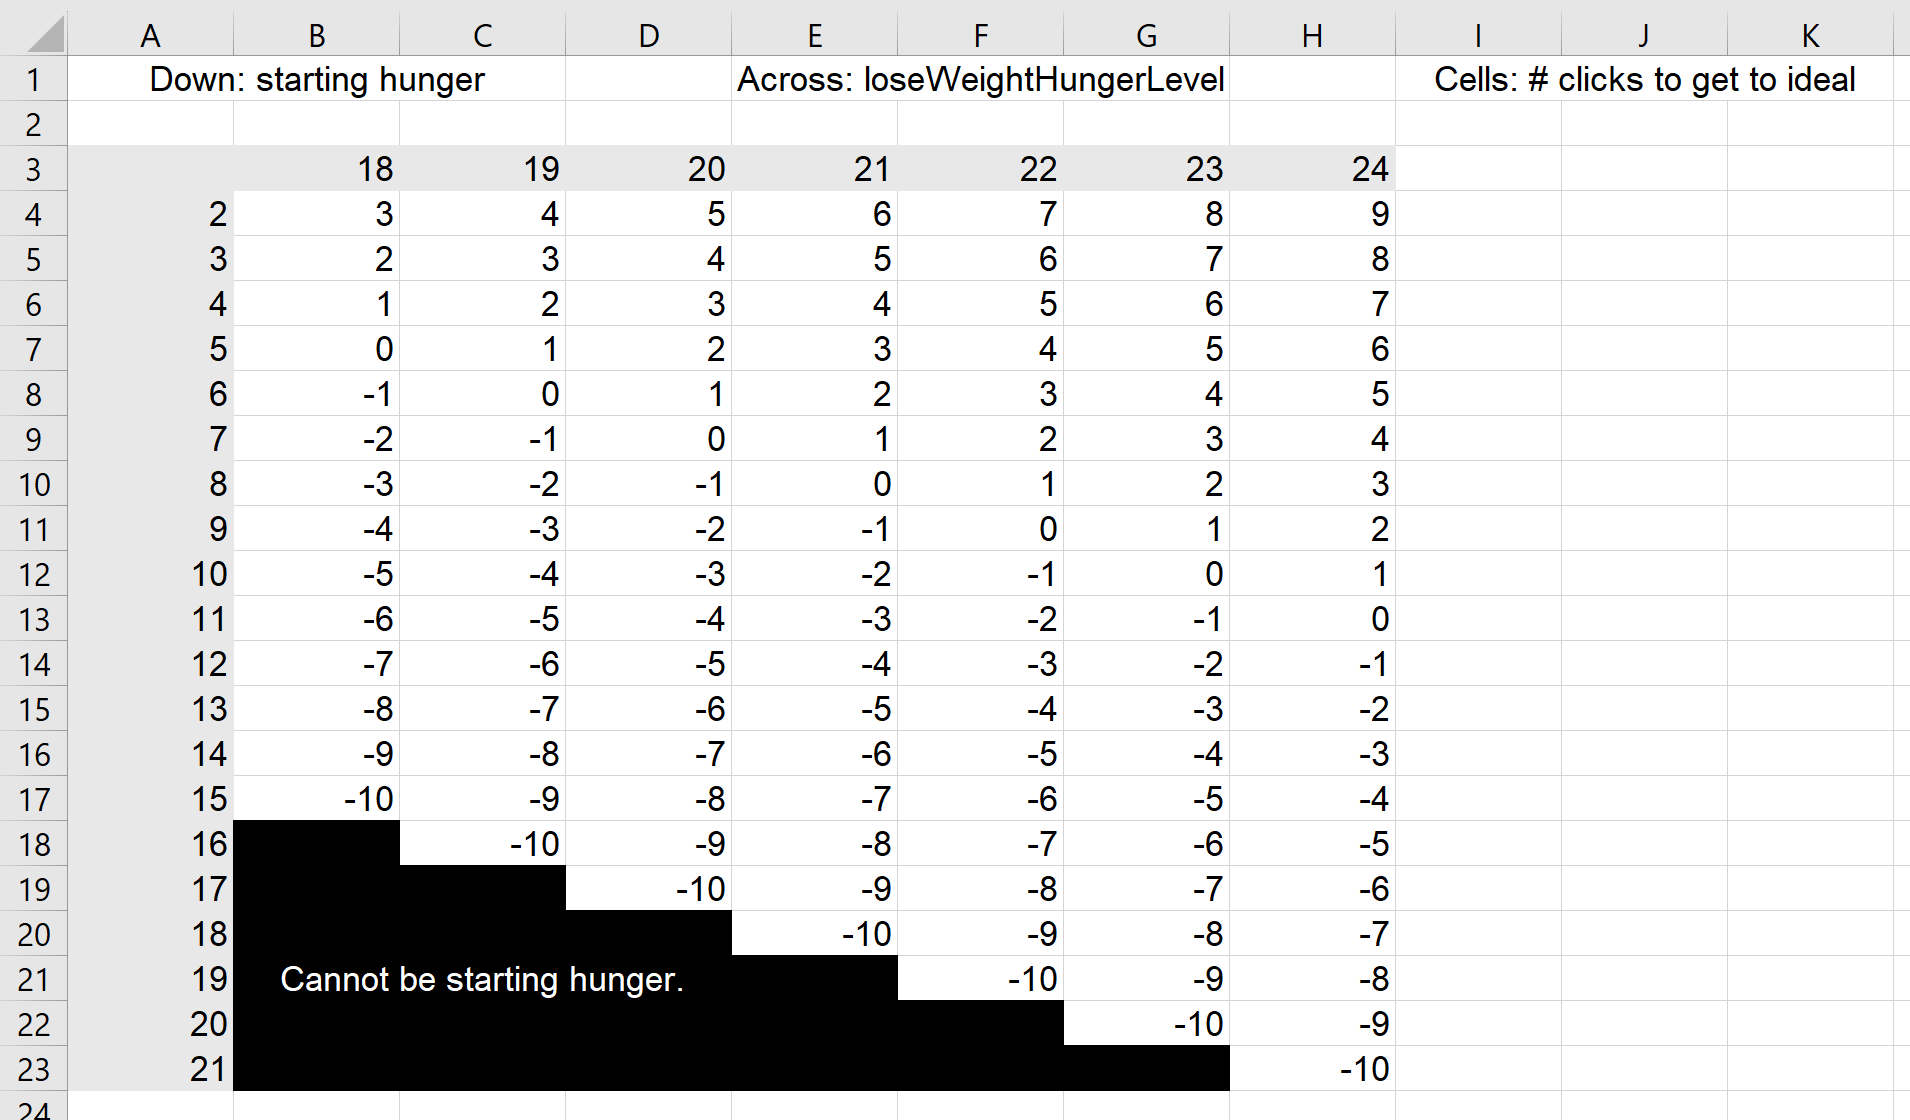 A B C D E F G H I J K
1 Down: starting hunger Across: loseWeightHungerLevel Cells: # clicks to get to ideal
2
3 18 19 20 21 22 23 24
4 2 3 4 5 6 7 8 9
5 3 2 3 4 5 6 7 8
6 4 1 2 3 4 5 6 7
7 5 0 1 2 3 4 5 6
8 6 -1 0 1 2 3 4 5
9 7 -2 -1 0 1 2 3 4
10 8 -3 -2 -1 0 1 2 3
11 9 -4 -3 -2 -1 0 1 2
12 10 -5 -4 -3 -2 -1 0 1
13 11 -6 -5 -4 -3 -2 -1 0
14 12 -7 -6 -5 -4 -3 -2 -1
15 13 -8 -7 -6 -5 -4 -3 -2
16 14 -9 -8 -7 -6 -5 -4 -3
17 15 -10 -9 -8 -7 -6 -5 -4
18 16 -10 -9 -8 -7 -6 -5
19 17 -10 -9 -8 -7 -6
20 18 -10 -9 -8 -7
21 19 Cannot be starting hunger. -10 -9 -8
22 20 -10 -9
23 21 -10
24